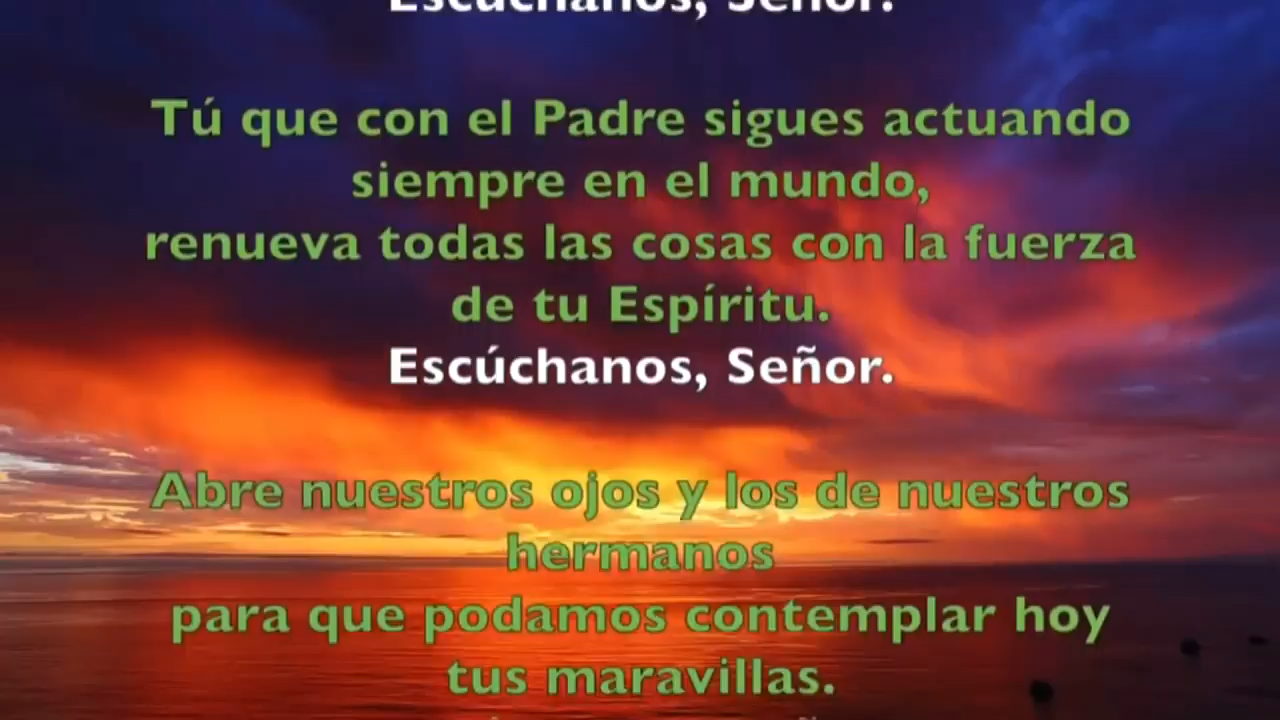 Escúchanos, Señor.
Tú que con el Padre sigues actuando
siempre en el mundo,
renueva todas las cosas con la fuerza
de tu Espíritu.
Escúchanos, Señor.
Abre nuestros ojos y los de nuestros
hermanos
para que podamos contemplar hoy
tus maravillas.